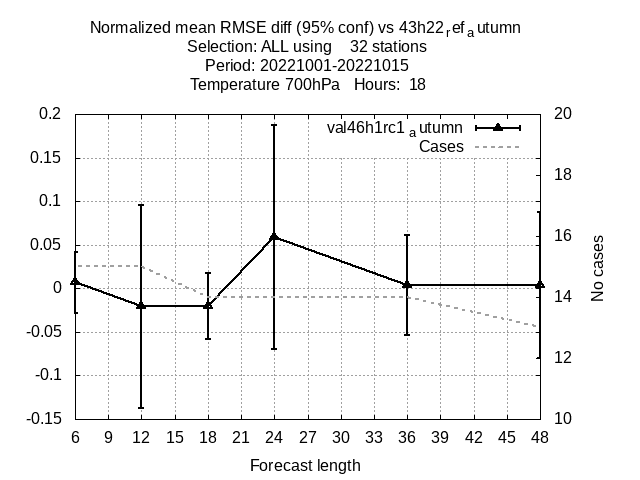 Normalized mean RMSE diff (95% conf) vs 43h22refautumn
Selection: ALL using 32 stations
Period: 20221001-20221015
Temperature 700hPa Hours: 18
val46h1rc1autumn
Cases
0.2
0.15
0.1
0.05
0
-0.05
-0.1
-0.15
20
18
16
14
12
10
No cases
6 9 12 15 18 21 24 27 30 33 36 39 42 45 48
Forecast length